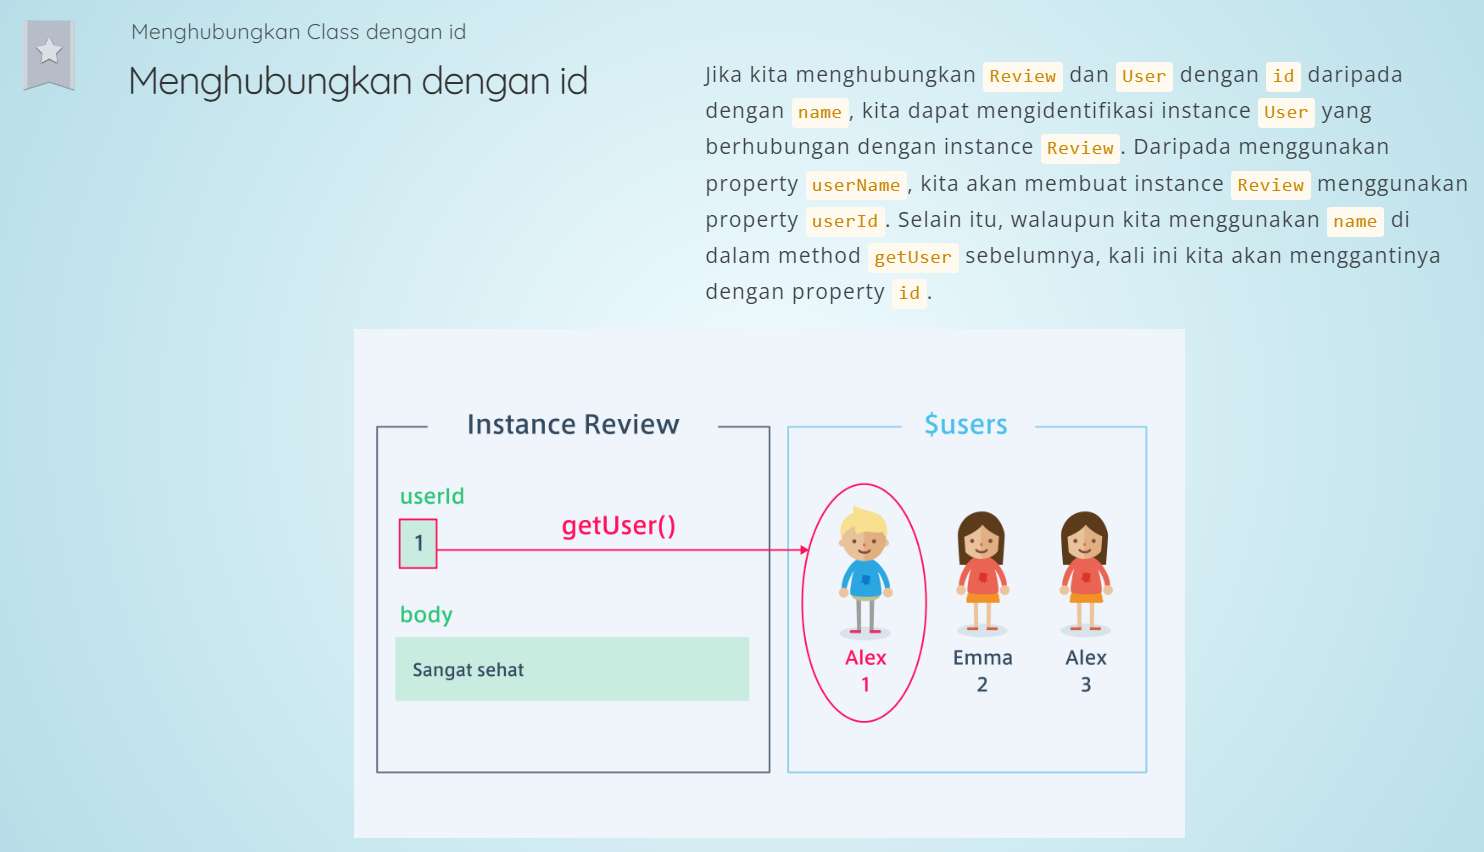 Menghubungkan Class dengan id
Menghubungkan dengan id
Jika kita menghubungkan Review dan User dengan id daripada
dengan name, kita dapat mengidentifikasi instance User yang
berhubungan dengan instance Review. Daripada menggunakan
property userName, kita akan membuat instance Review menggunakan
property userId. Selain itu, walaupun kita menggunakan name di
dalam method getUser sebelumnya, kali ini kita akan menggantinya
dengan property id.
Instance Review
userId
1
getUser()
body
Sangat sehat
$users
Alex
1
Emma
2
Alex
3